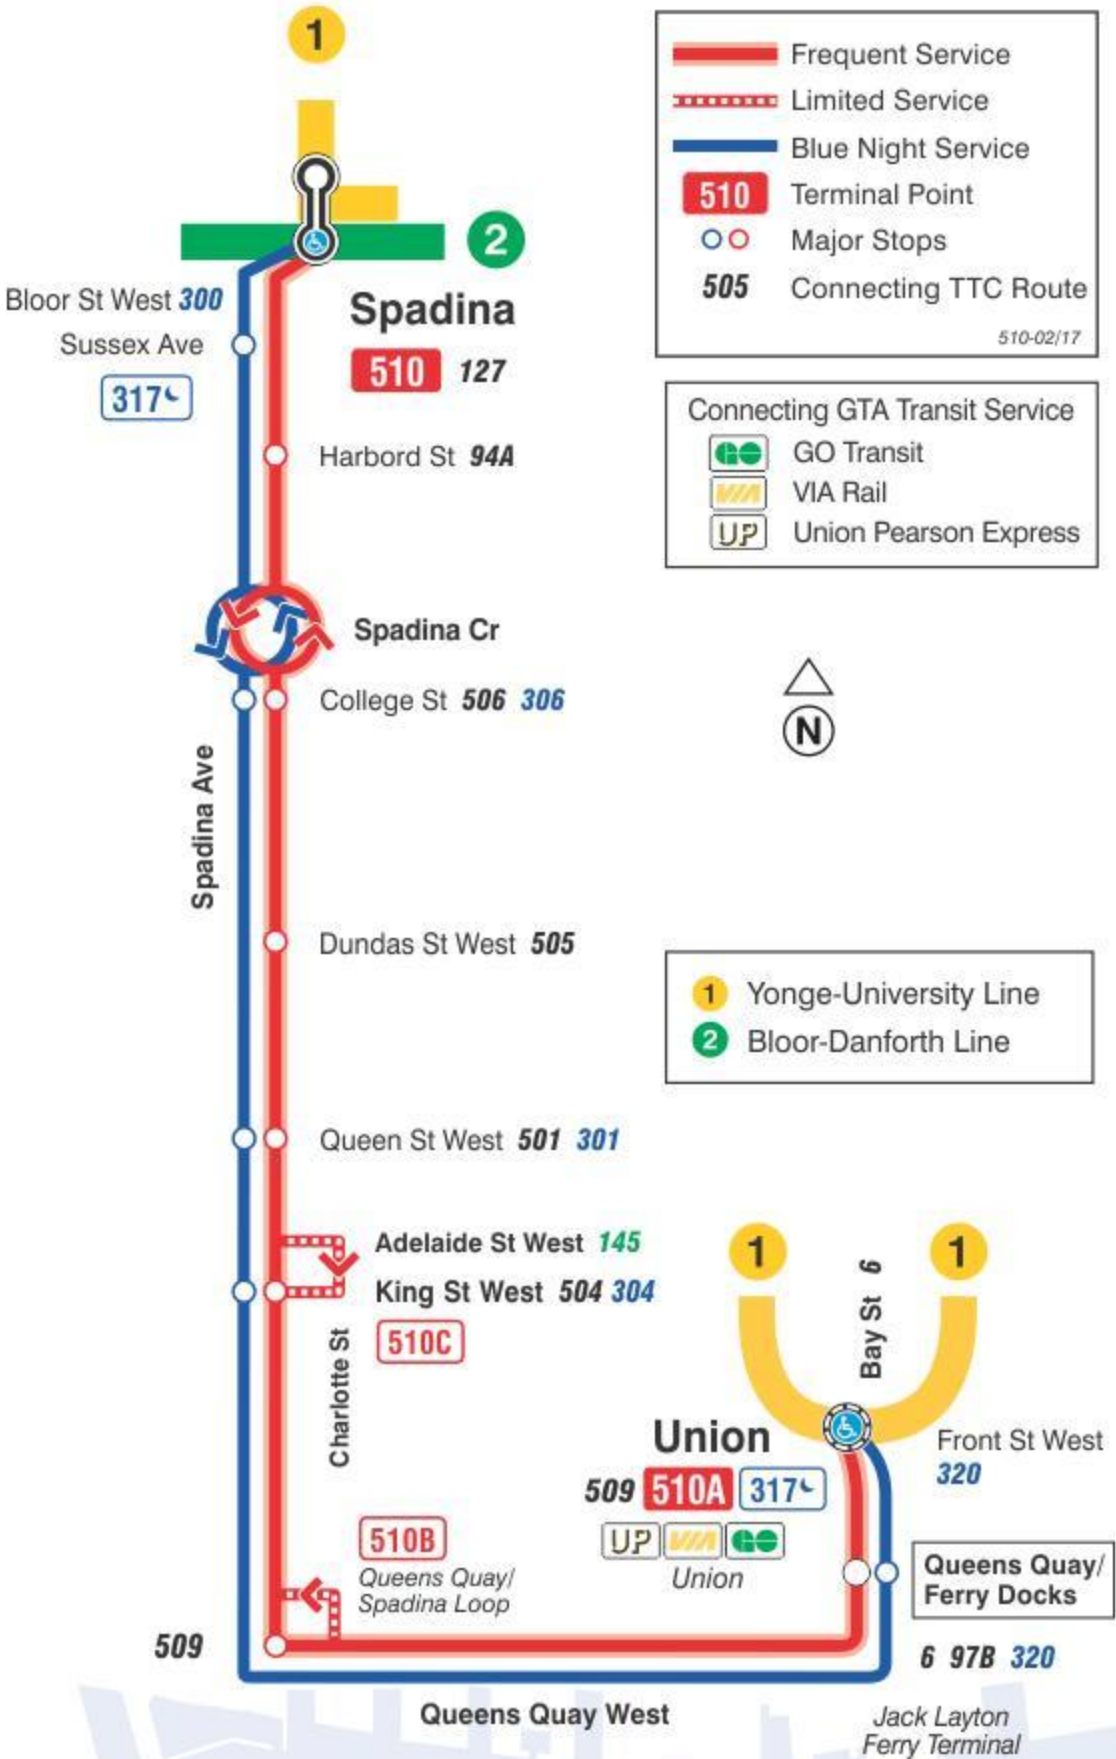 1
Frequent Service
Limited Service
Blue Night Service
510 Terminal Point
Major Stops
505 Connecting TTC Route
510-02/17
2
Bloor St West 300
Sussex Ave
317
Spadina
510 127
Connecting GTA Transit Service
GO GO Transit
VIA VIA Rail
UP Union Pearson Express
Harbord St 94A
Spadina Cr
College St 506 306
N
Spadina Ave
Dundas St West 505
1 Yonge-University Line
2 Bloor-Danforth Line
Queen St West 501 301
Adelaide St West 145
King St West 504 304
510C
Charlotte St
1
Bay St 6
1
Union
509 510A 317
UP VIA GO
Union
Front St West
320
510B
Queens Quay/
Spadina Loop
Queens Quay/
Ferry Docks
509
6 97B 320
Queens Quay West
Jack Layton
Ferry Terminal